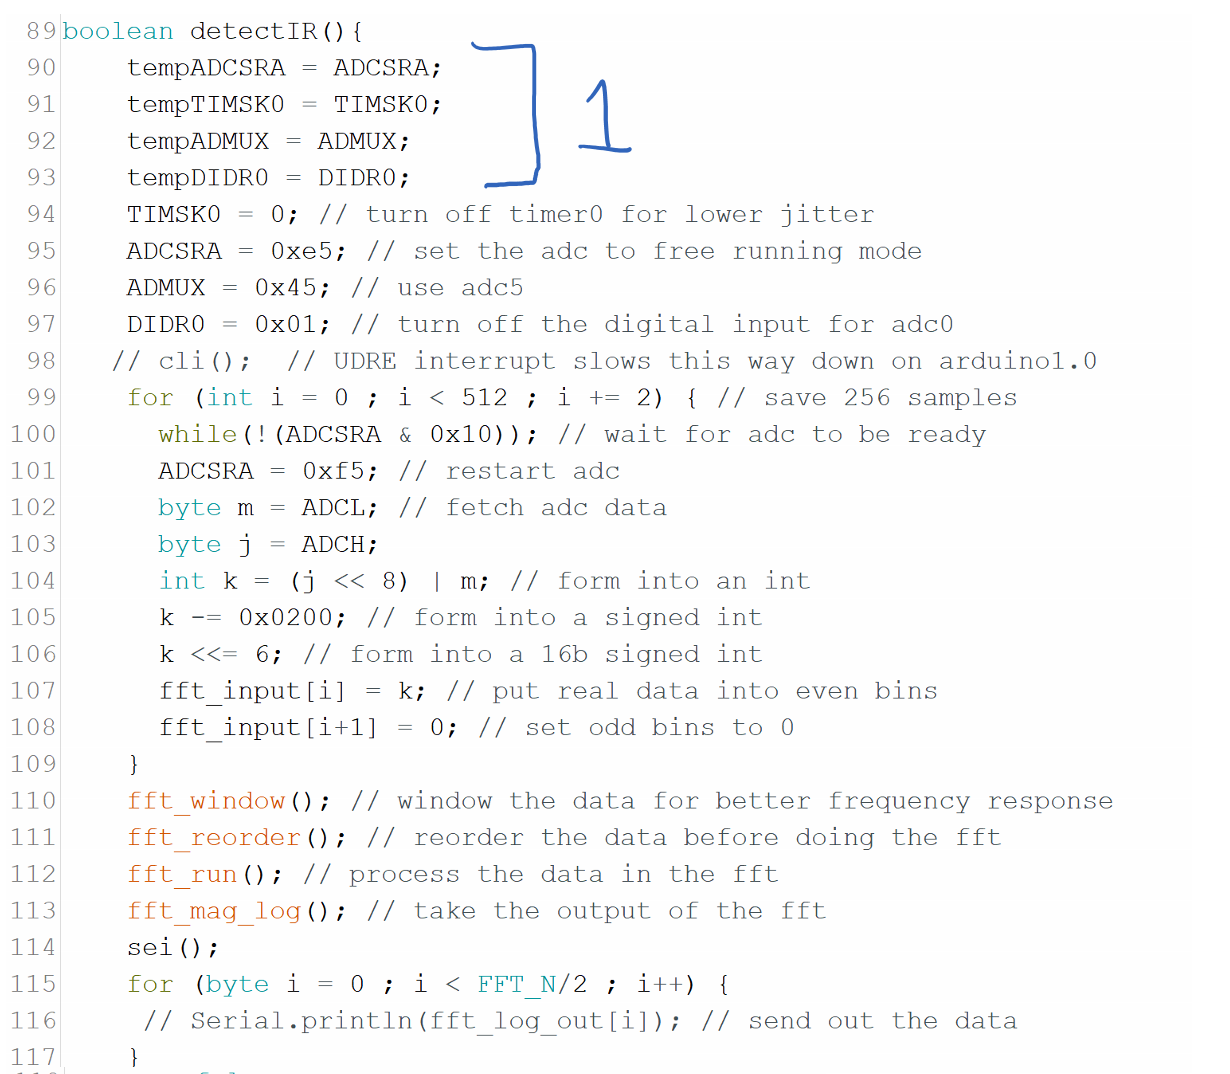 89 boolean detectIR(){
90     tempADCSRA = ADCSRA;
91     tempTIMSK0 = TIMSK0;
92     tempADMUX = ADMUX;
93     tempDIDR0 = DIDR0;
1
94     TIMSK0 = 0; // turn off timer0 for lower jitter
95     ADCSRA = 0xe5; // set the adc to free running mode
96     ADMUX = 0x45; // use adc5
97     DIDR0 = 0x01; // turn off the digital input for adc0
98    // cli();  // UDRE interrupt slows this way down on arduino1.0
99     for (int i = 0 ; i < 512 ; i += 2) { // save 256 samples
100      while(!(ADCSRA & 0x10)); // wait for adc to be ready
101      ADCSRA = 0xf5; // restart adc
102      byte m = ADCL; // fetch adc data
103      byte j = ADCH;
104      int k = (j << 8) | m; // form into an int
105      k -= 0x0200; // form into a signed int
106      k <<= 6; // form into a 16b signed int
107      fft_input[i] = k; // put real data into even bins
108      fft_input[i+1] = 0; // set odd bins to 0
109    }
110    fft_window(); // window the data for better frequency response
111    fft_reorder(); // reorder the data before doing the fft
112    fft_run(); // process the data in the fft
113    fft_mag_log(); // take the output of the fft
114    sei();
115    for (byte i = 0 ; i < FFT_N/2 ; i++) {
116     // Serial.println(fft_log_out[i]); // send out the data
117    }